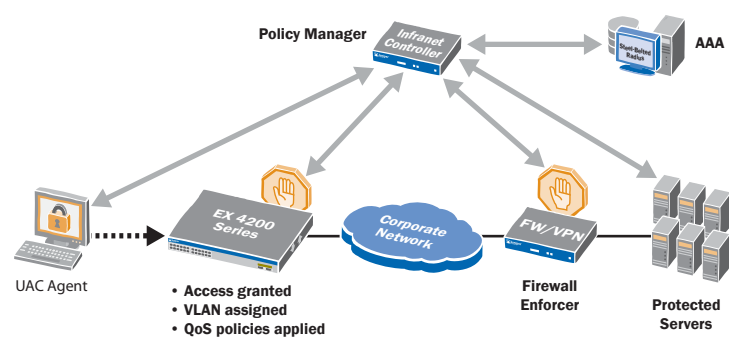 Policy Manager
Infranet
Controller
Steel-Belted
Radius
AAA
UAC Agent
EX 4200
Series
Corporate
Network
FW/VPN
• Access granted
• VLAN assigned
• QoS policies applied
Firewall
Enforcer
Protected
Servers